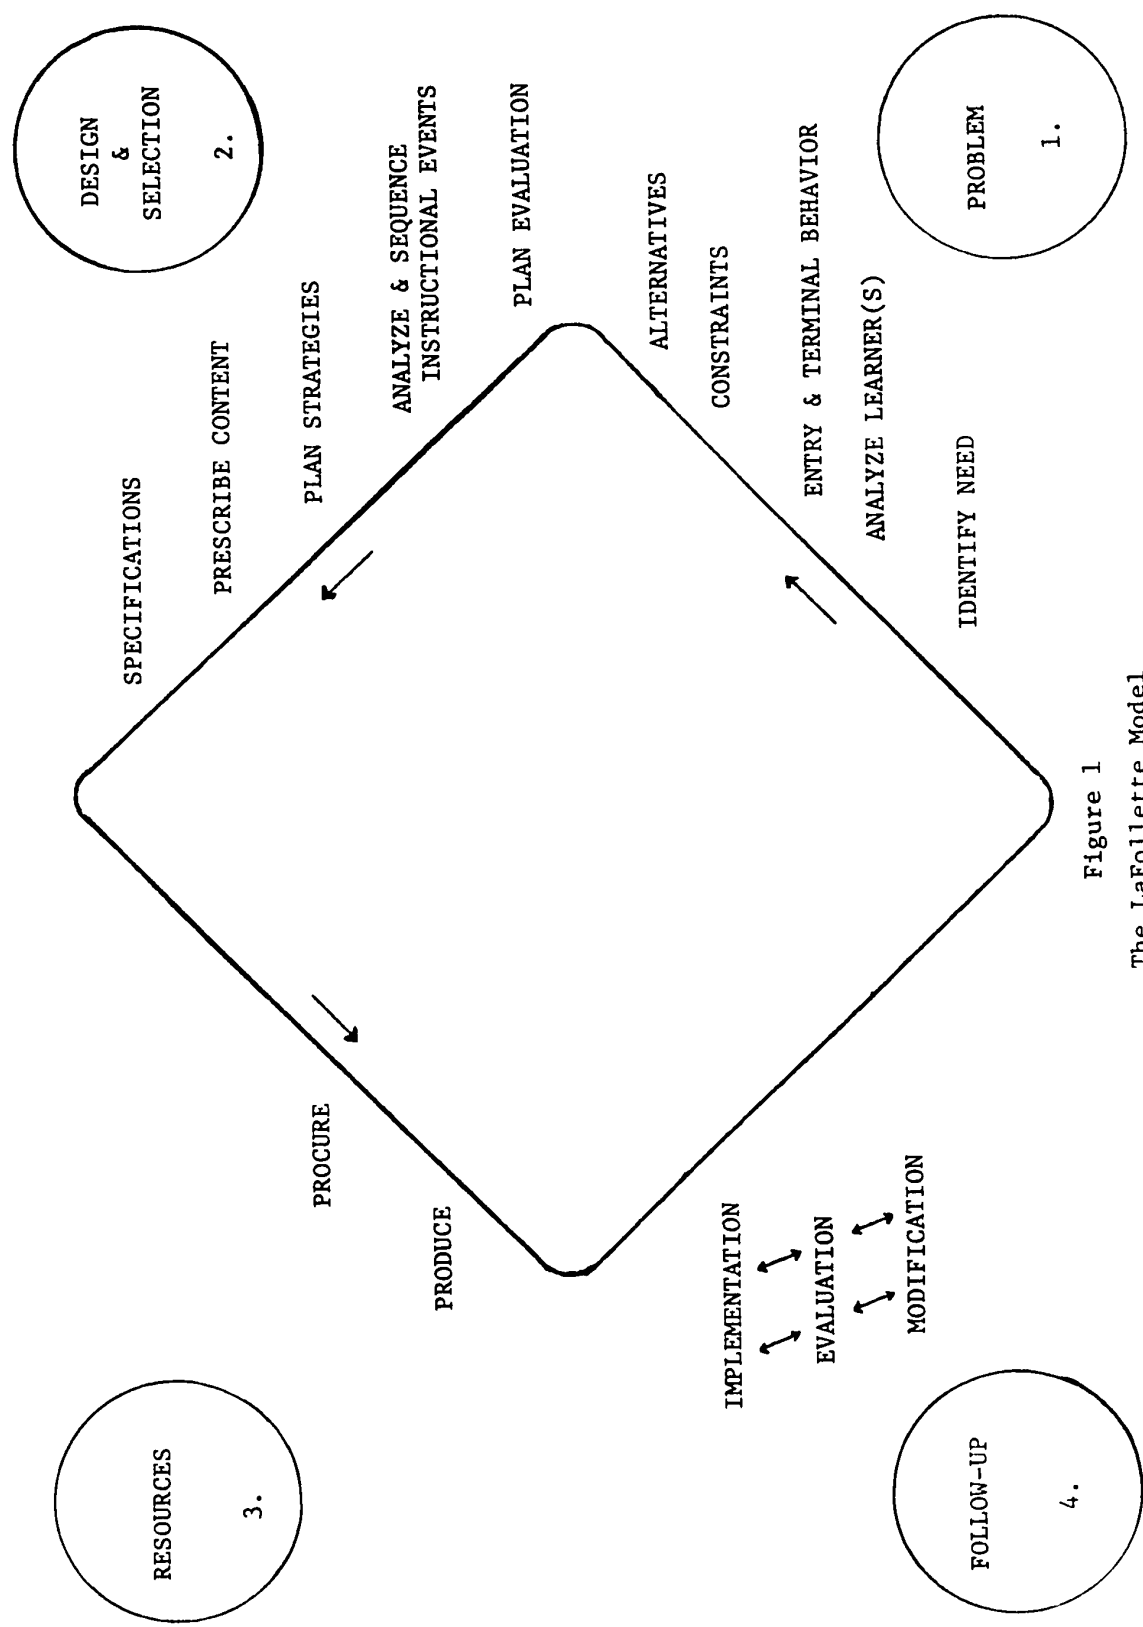 DESIGN
&
SELECTION
2.
RESOURCES
3.
SPECIFICATIONS
PRESCRIBE CONTENT
PLAN STRATEGIES
ANALYZE & SEQUENCE
INSTRUCTIONAL EVENTS
PLAN EVALUATION
PROCURE
PRODUCE
ALTERNATIVES
CONSTRAINTS
ENTRY & TERMINAL BEHAVIOR
ANALYZE LEARNER(S)
IDENTIFY NEED
IMPLEMENTATION
EVALUATION
MODIFICATION
FOLLOW-UP
4.
PROBLEM
1.
Figure 1
The LaFollette Model